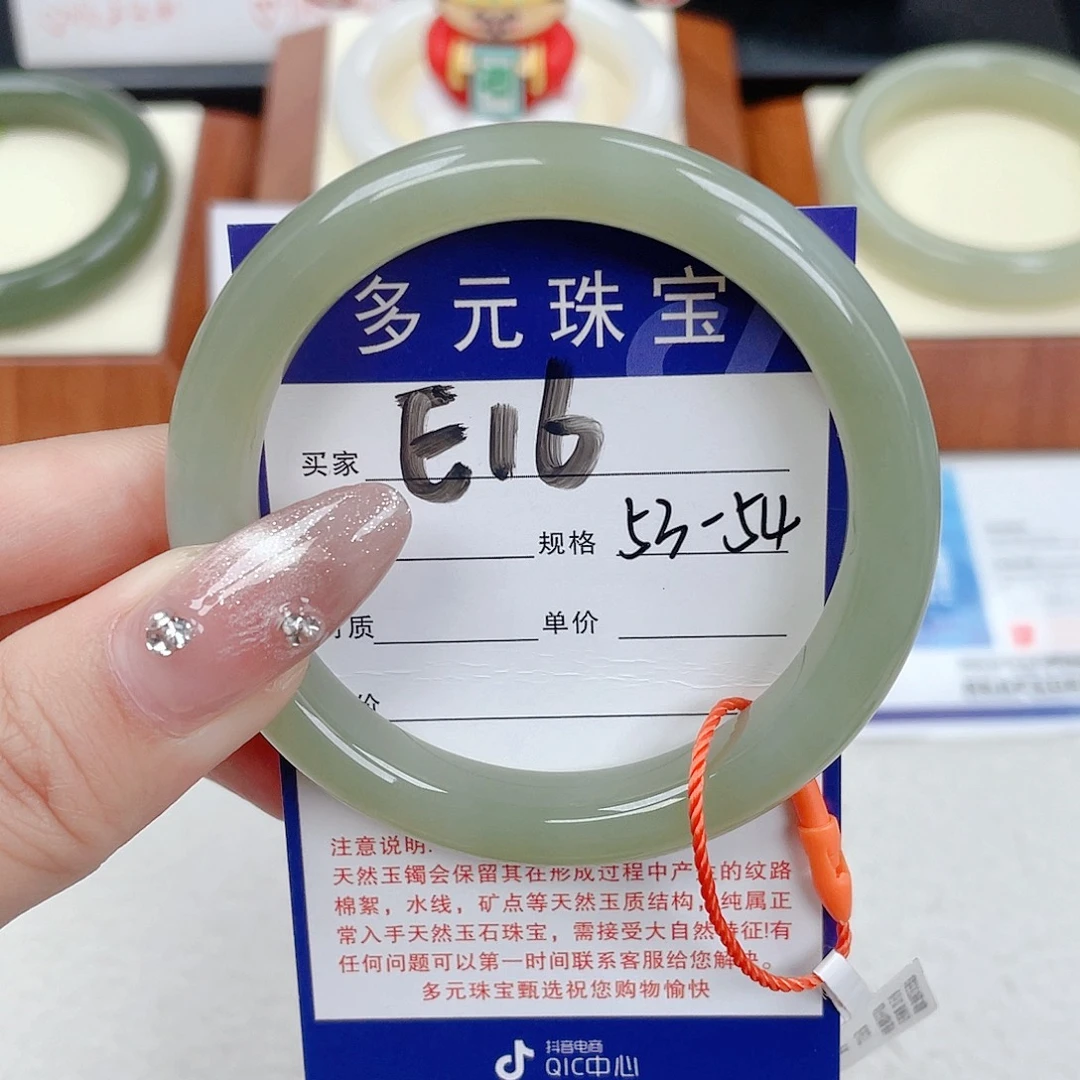 多元珠宝
买家 E16
规格 53-54
质 单价
价
注意说明:
天然玉镯会保留其在形成过程中产生的纹路
棉絮，水线，矿点等天然玉质结构，纯属正
常入手天然玉石珠宝，需接受大自然特征!有
任何问题可以第一时间联系客服给您解决。
多元珠宝甄选祝您购物愉快
抖音电商
QIC中心